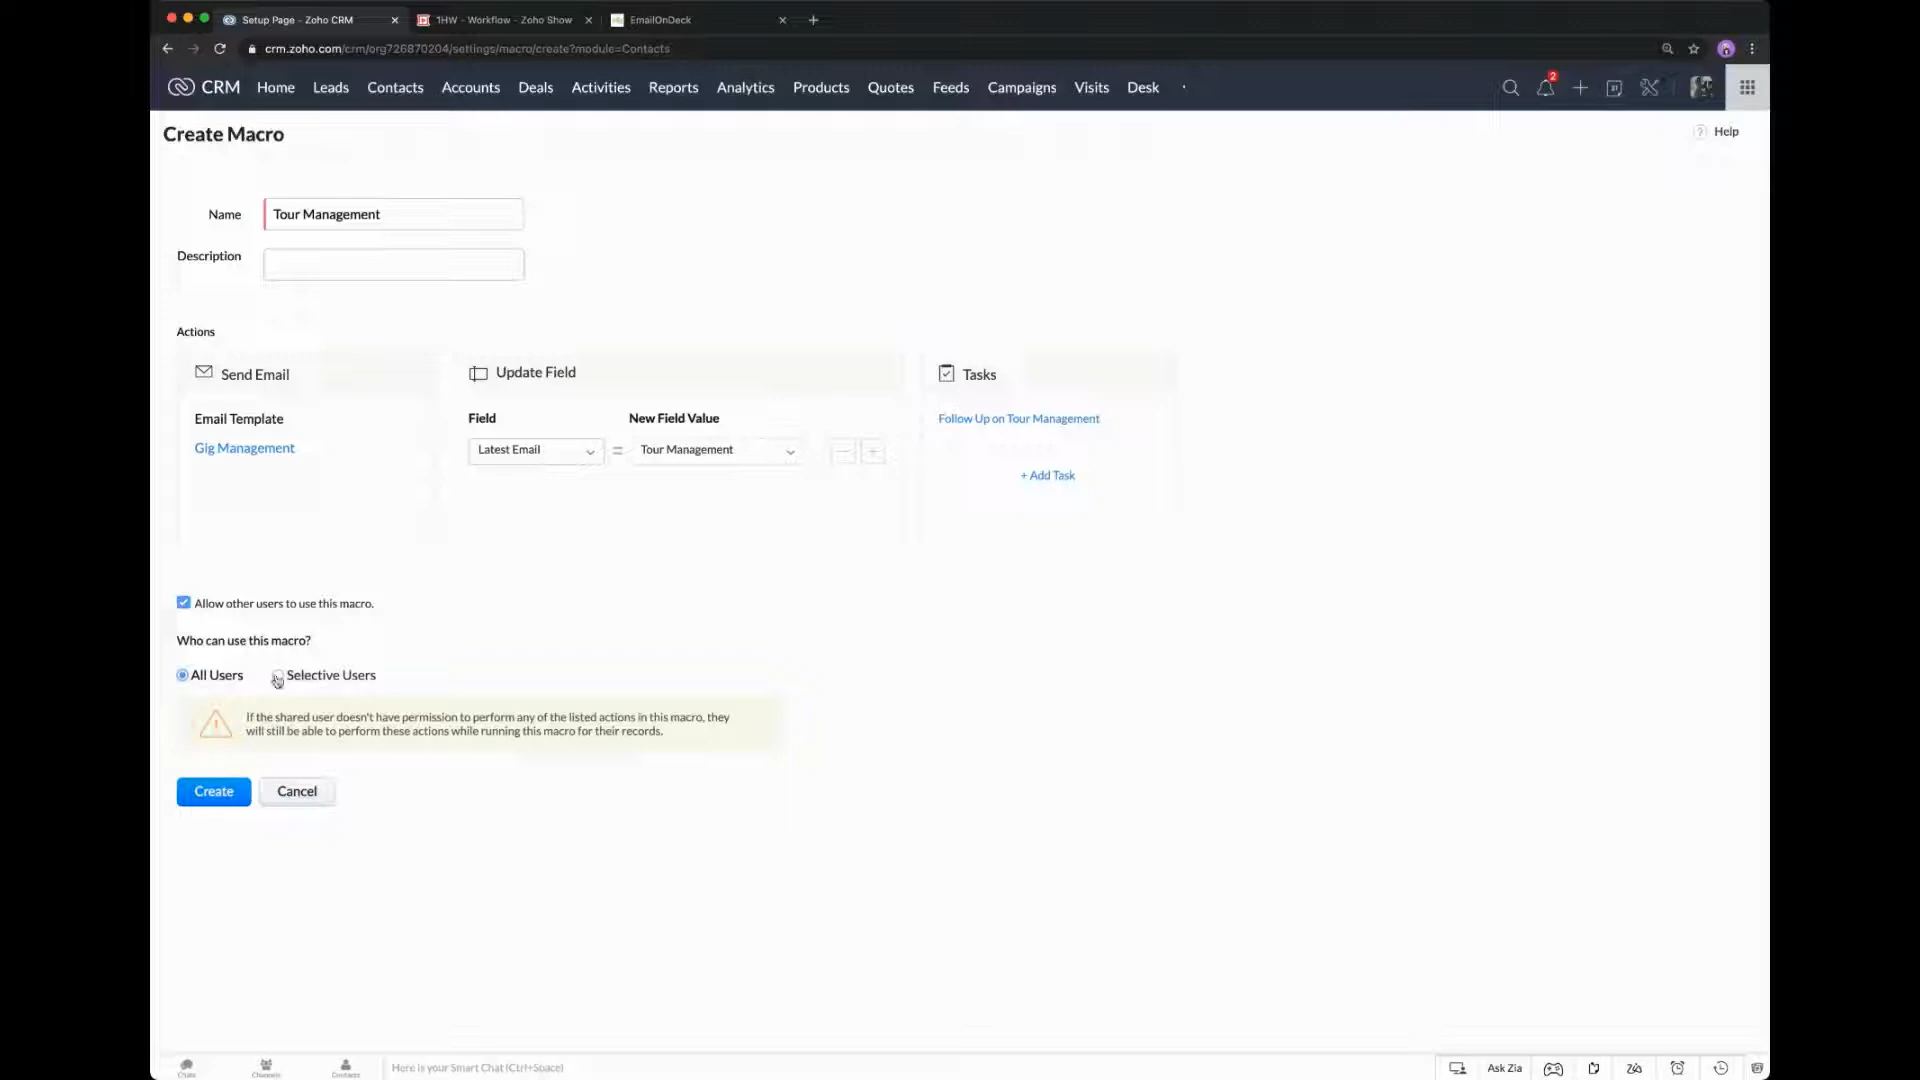 Setup Page - Zoho CRM
1HW - Workflow - Zoho Show
EmailOnDeck
crm.zoho.com/crm/org726870204/settings/macro/create?module=Contacts
CRM Home Leads Contacts Accounts Deals Activities Reports Analytics Products Quotes Feeds Campaigns Visits Desk
2
Create Macro
Help
Name
Tour Management
Description
Actions
Send Email
Update Field
Tasks
Email Template
Field
New Field Value
Follow Up on Tour Management
Gig Management
Latest Email = Tour Management
+ Add Task
Allow other users to use this macro.
Who can use this macro?
All Users
Selective Users
If the shared user doesn't have permission to perform any of the listed actions in this macro, they
will still be able to perform these actions while running this macro for their records.
Create
Cancel
Chats
Channels
Contacts
Here is your Smart Chat (Ctrl+Space)
Ask Zia